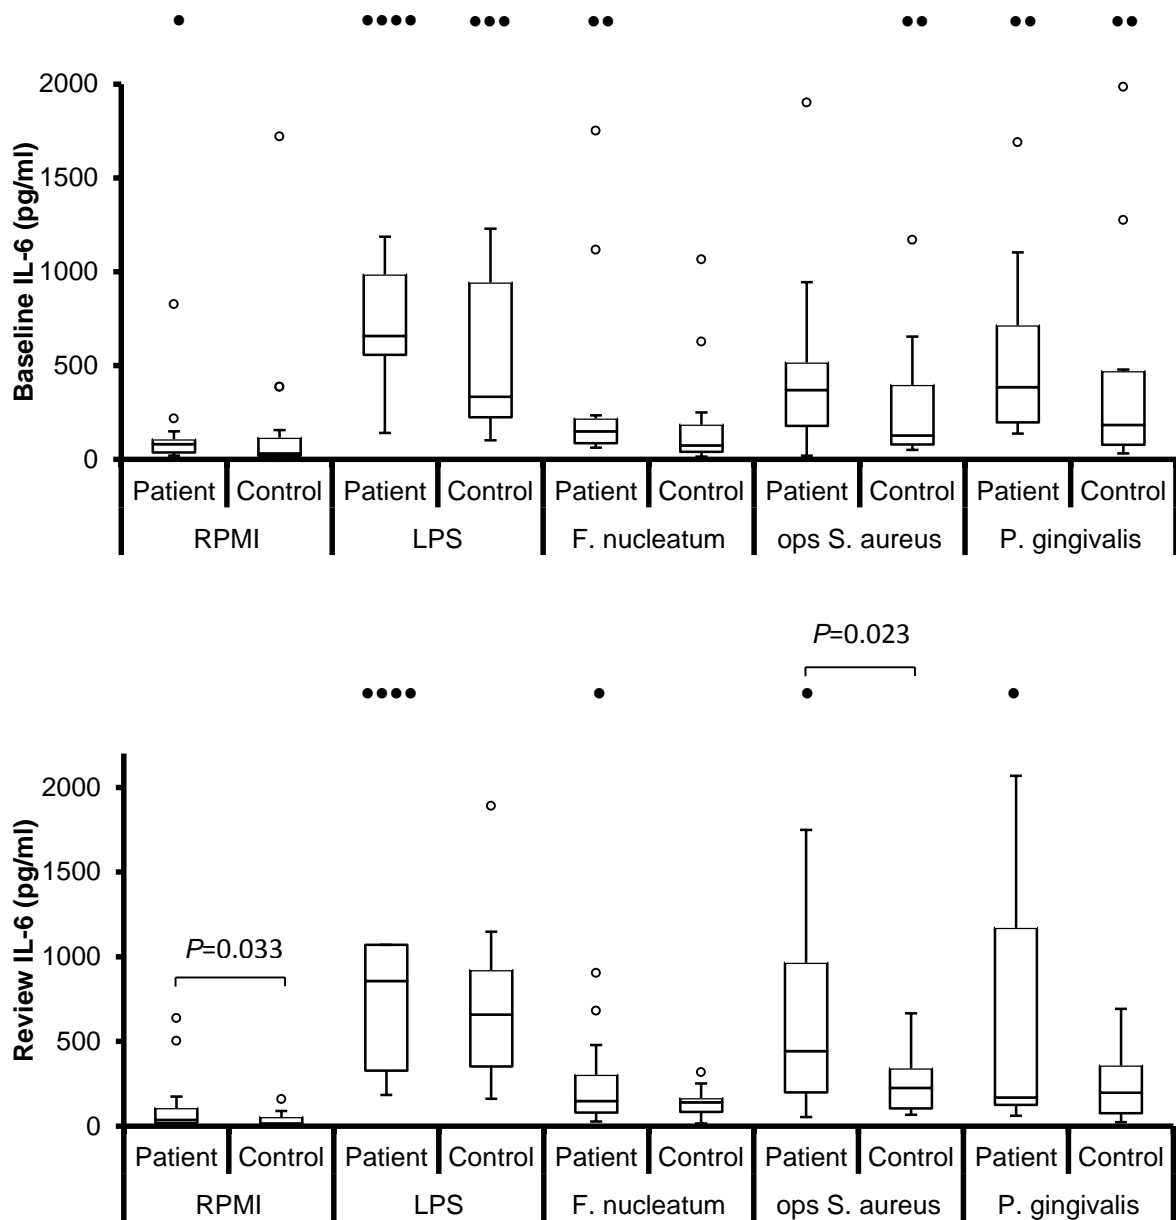 2000
1500
1000
500
0
Baseline IL-6 (pg/ml)
Patient Control Patient Control Patient Control Patient Control Patient Control
RPMI LPS F. nucleatum ops S. aureus P. gingivalis
P=0.023
P=0.033
2000
1500
1000
500
0
Review IL-6 (pg/ml)
Patient Control Patient Control Patient Control Patient Control Patient Control
RPMI LPS F. nucleatum ops S. aureus P. gingivalis